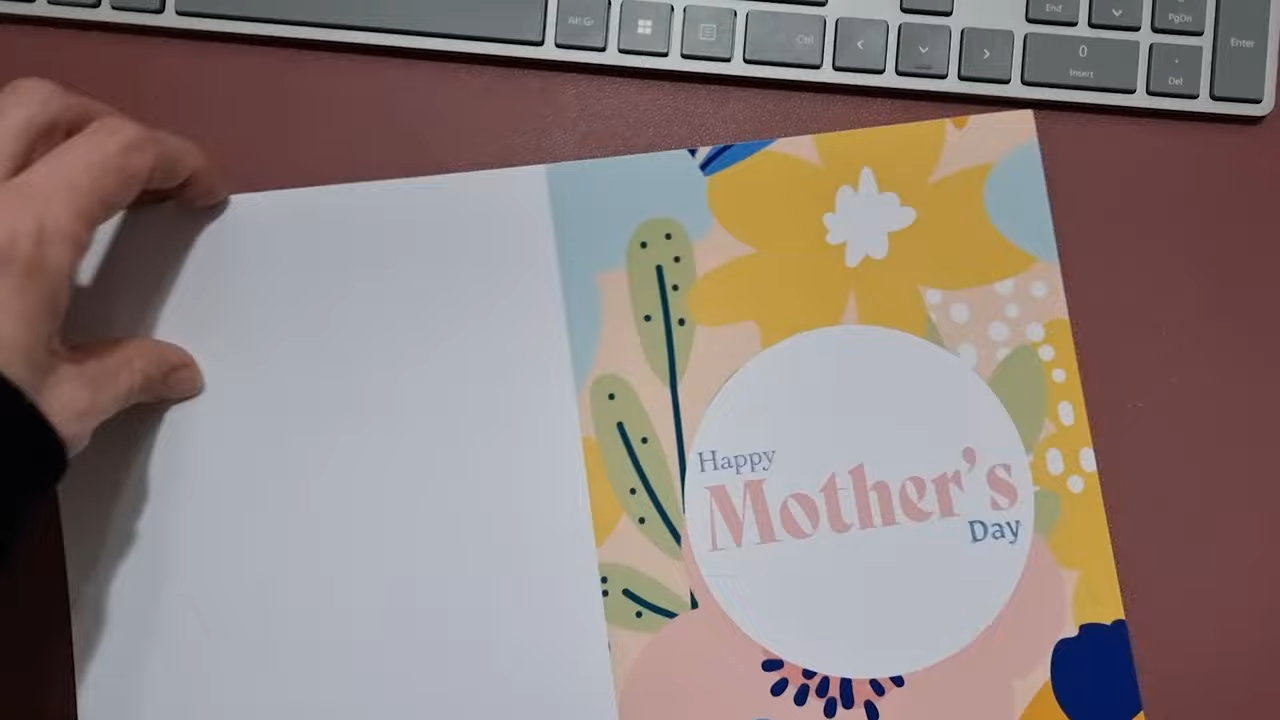 End
PgDn
Alt Gr
Ctrl
0
Insert
.
Del
Enter
Happy
Mother's
Day